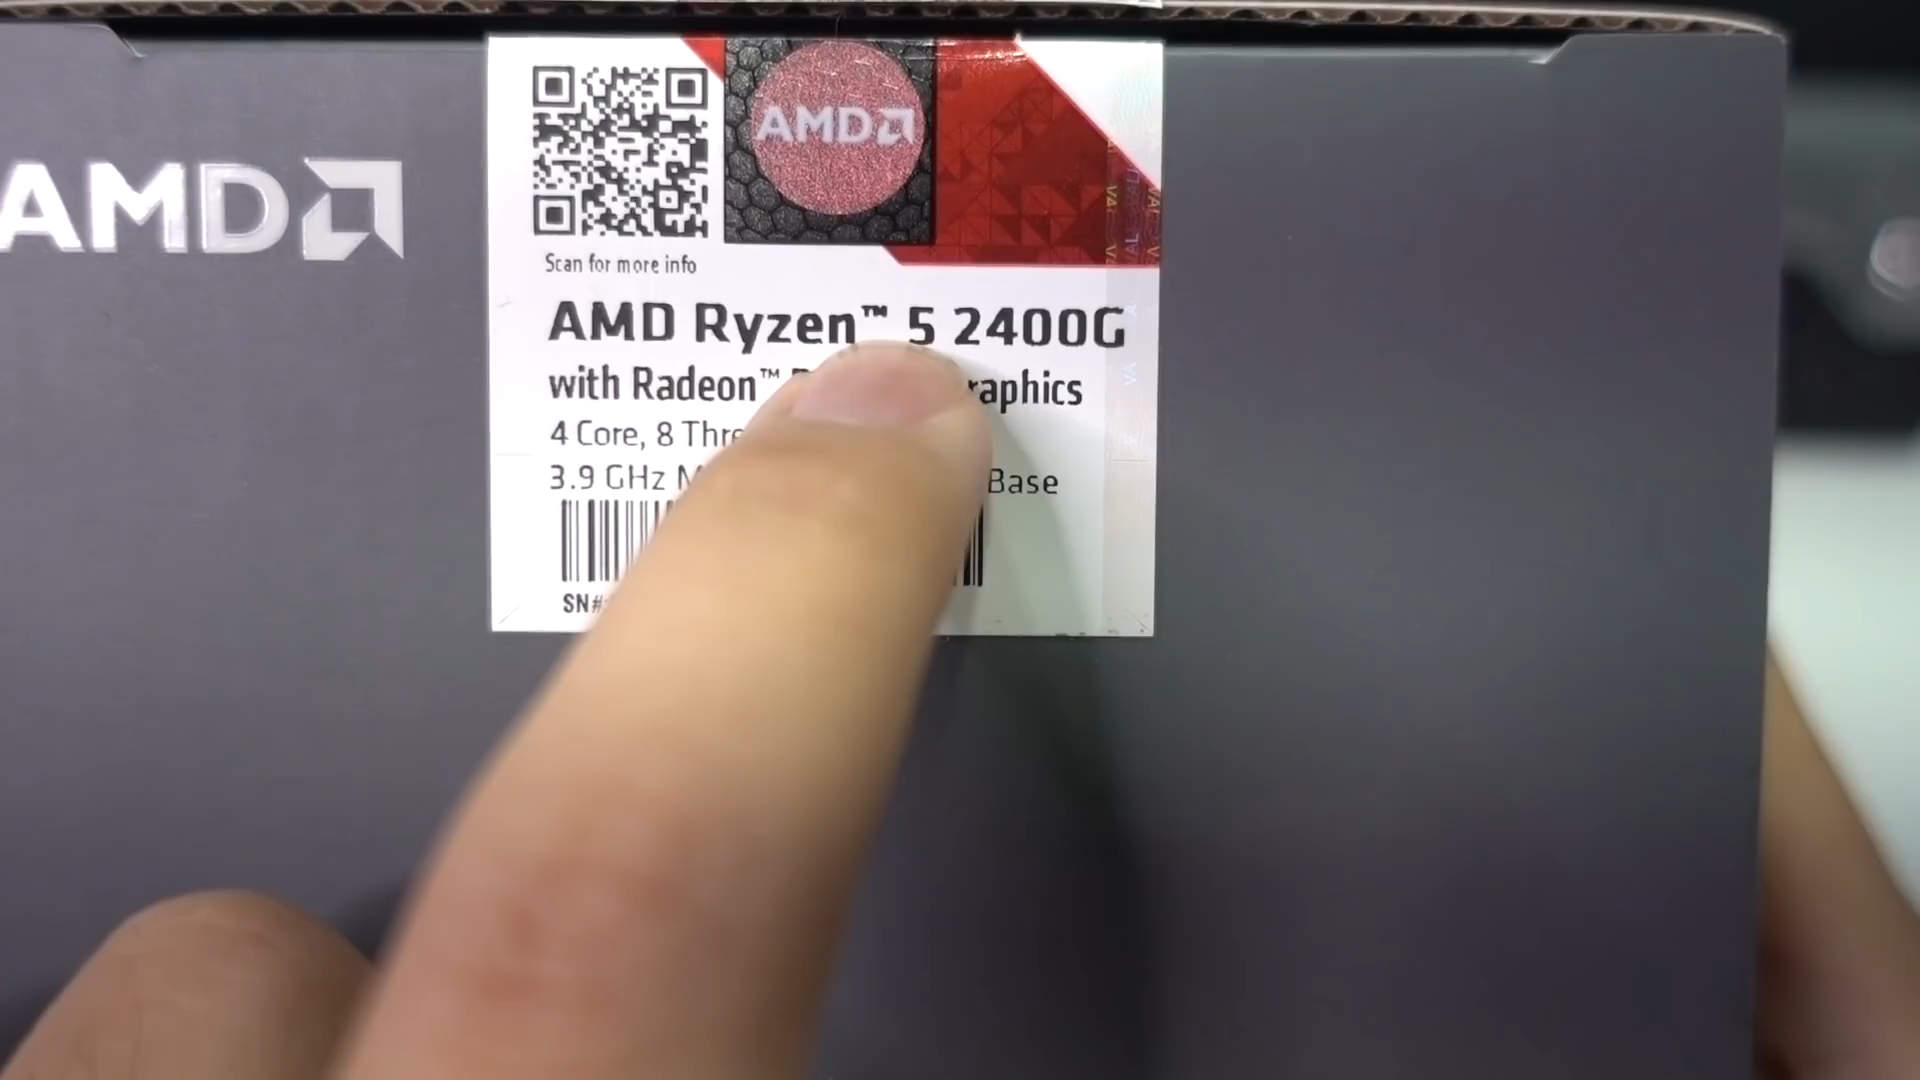 AMD
AMD
Scan for more info
AMD Ryzen™ 5 2400G
with Radeon™ raphics
4 Core, 8 Thre
3.9 GHz M Base
SN#